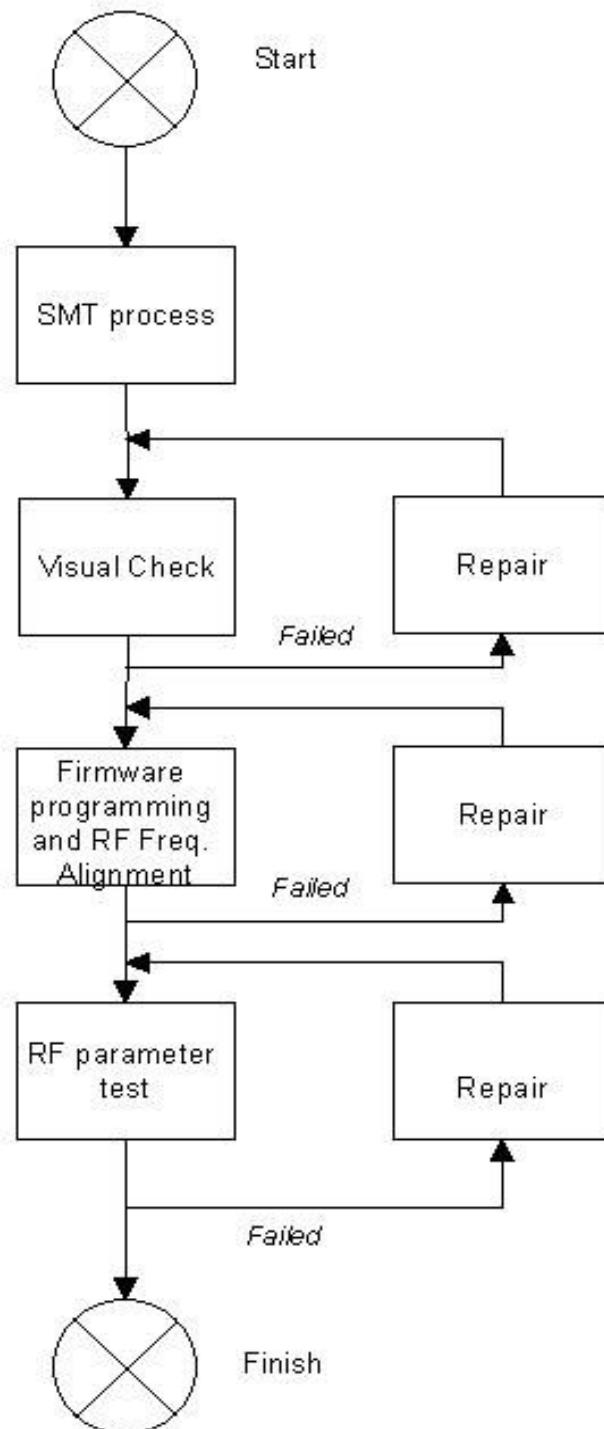 Start
SMT process
Visual Check
Repair
Failed
Firmware
programming
and RF Freq.
Alignment
Repair
Failed
RF parameter
test
Repair
Failed
Finish